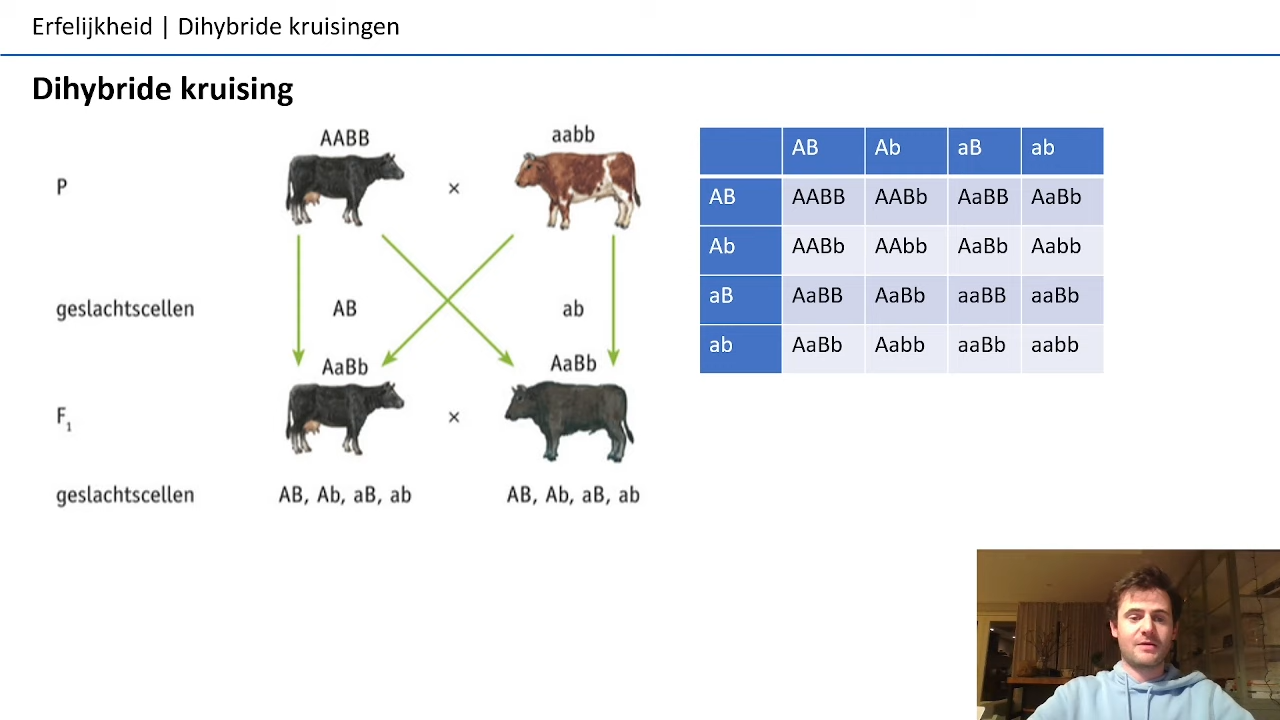 Erfelijkheid | Dihybride kruisingen
Dihybride kruising
AABB aabb
P ×
geslachtscellen AB ab
AaBb AaBb
F₁ ×
geslachtscellen AB, Ab, aB, ab AB, Ab, aB, ab
AB Ab aB ab
AB AABB AABb AaBB AaBb
Ab AABb AAbb AaBb Aabb
aB AaBB AaBb aaBB aaBb
ab AaBb Aabb aaBb aabb